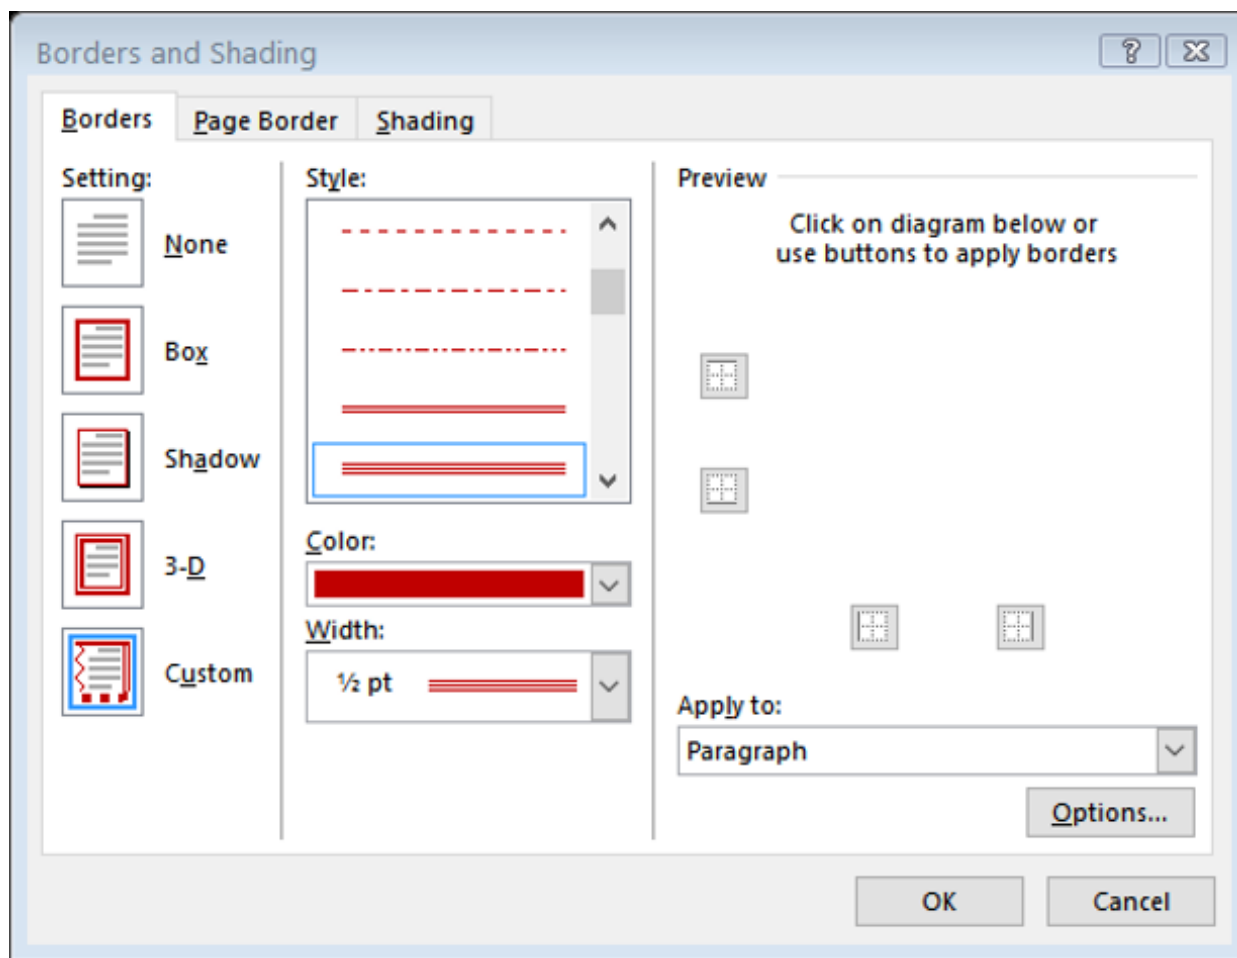 Borders and Shading
Borders
Page Border
Shading
Setting:
None
Box
Shadow
3-D
Custom
Style:
Color:
Width:
½ pt
Preview
Click on diagram below or
use buttons to apply borders
Apply to:
Paragraph
Options...
OK
Cancel